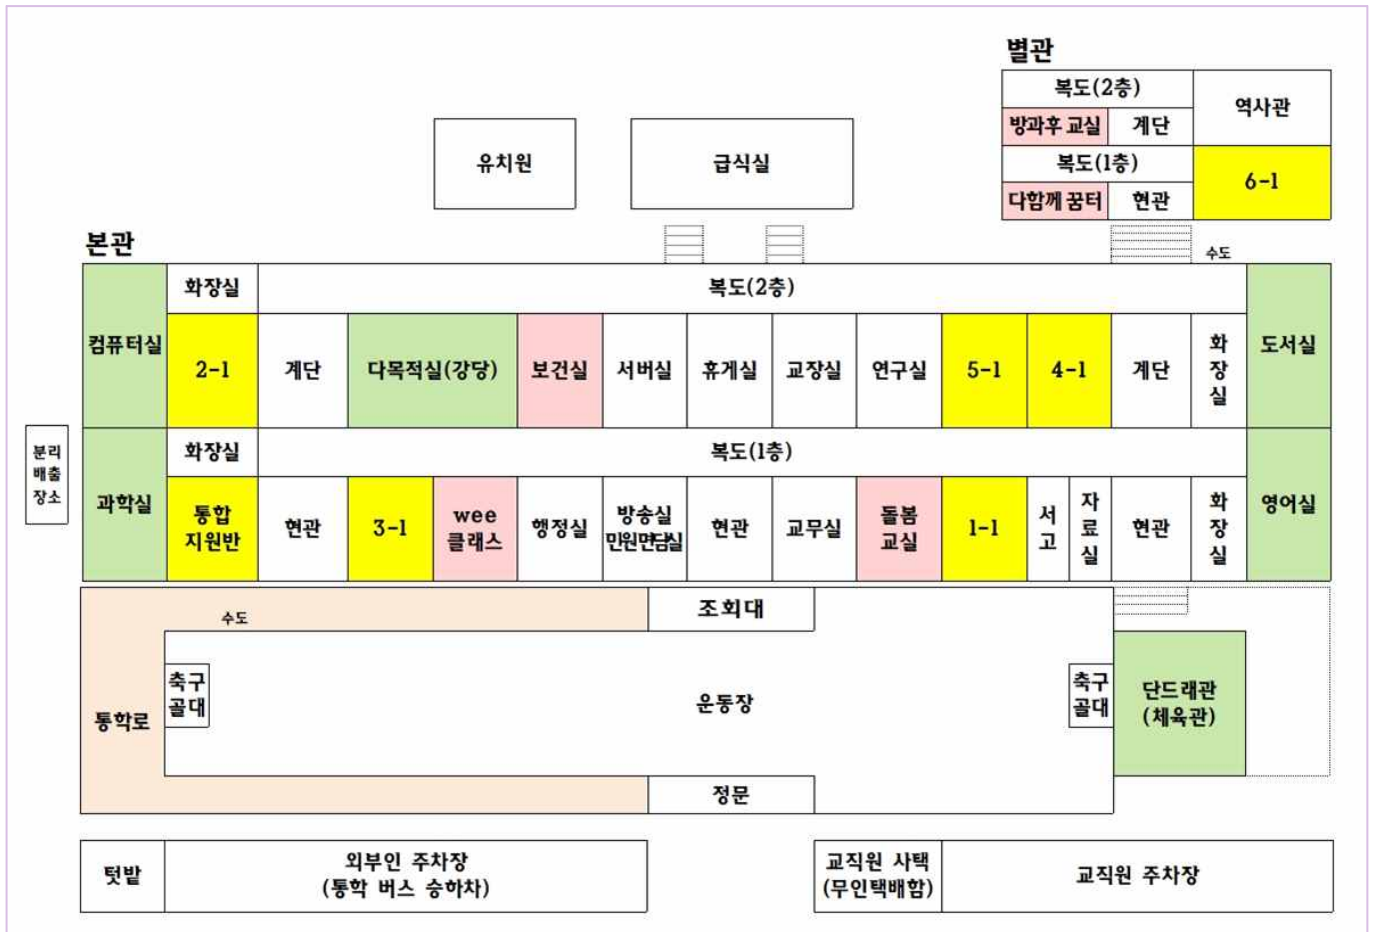 별관
복도(2층)
역사관
방과후 교실
계단
복도(1층)
6-1
다함께 꿈터
현관
유치원
급식실
수도
본관
컴퓨터실
화장실
복도(2층)
도서실
2-1
계단
다목적실(강당)
보건실
서버실
휴게실
교장실
연구실
5-1
4-1
계단
화
장
실
분리
배출
장소
과학실
화장실
복도(1층)
영어실
통합
지원반
현관
3-1
wee
클래스
행정실
방송실
민원면담실
현관
교무실
돌봄
교실
1-1
서
고
자
료
실
현관
화
장
실
수도
조회대
통학로
축구
골대
운동장
축구
골대
단드래관
(체육관)
정문
텃밭
외부인 주차장
(통학 버스 승하차)
교직원 사택
(무인택배함)
교직원 주차장